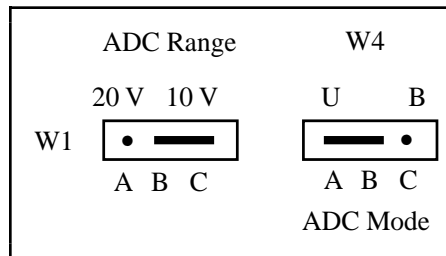 ADC Range W4
20 V 10 V U B
W1
A B C A B C
ADC Mode